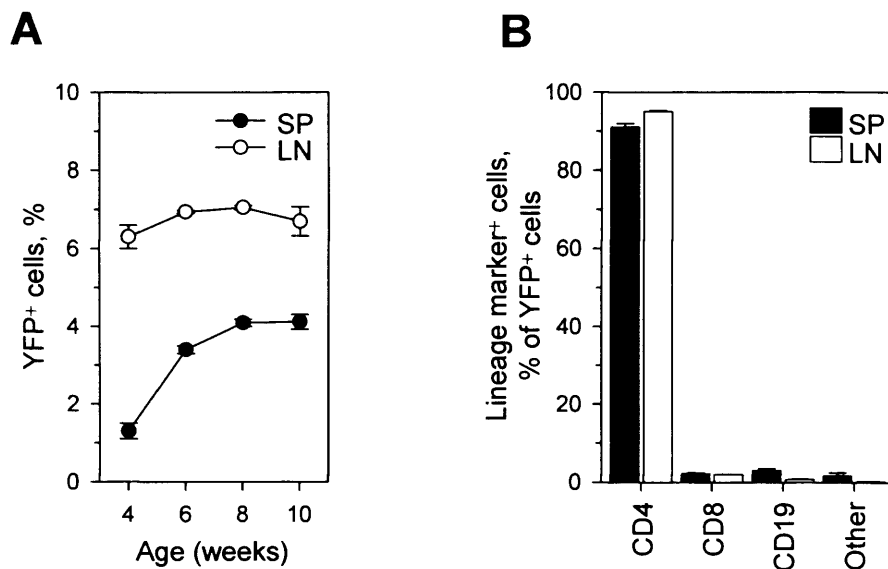 A
10
8
6
4
2
0
YFP+ cells, %
SP
LN
4 6 8 10
Age (weeks)
B
100
80
60
40
20
0
Lineage marker+ cells,
% of YFP+ cells
SP
LN
CD4
CD8
CD19
Other